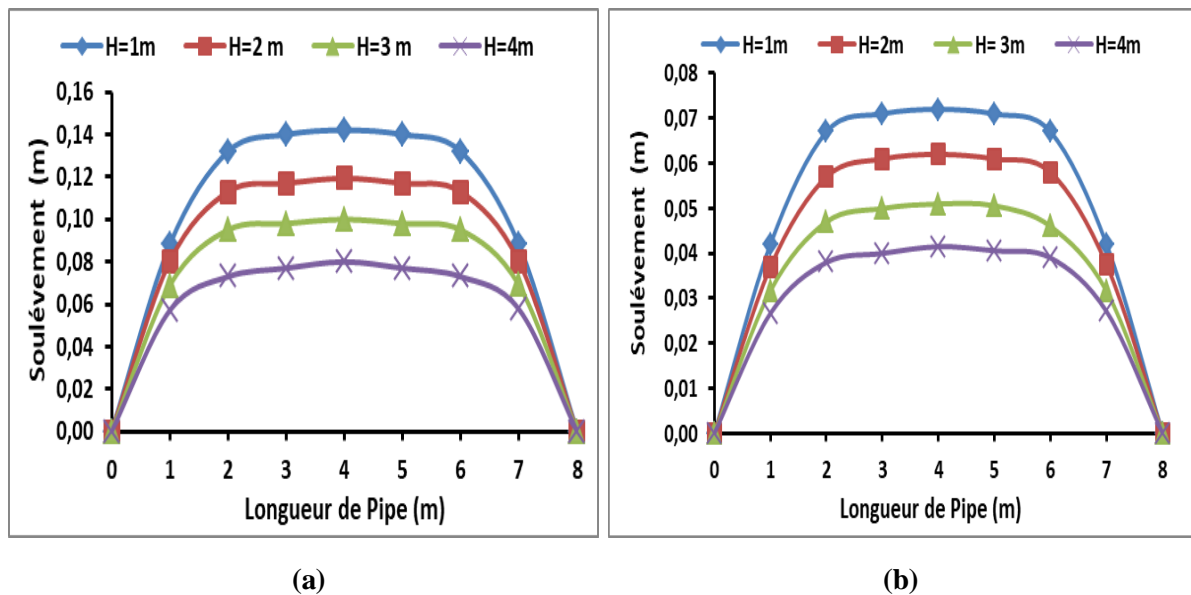 H=1m H=2 m H=3 m H=4m
0,16
0,14
0,12
0,10
0,08
0,06
0,04
0,02
0,00
Soulévement (m)
0 1 2 3 4 5 6 7 8
Longueur de Pipe (m)
(a)
H=1m H=2m H= 3m H=4m
0,08
0,07
0,06
0,05
0,04
0,03
0,02
0,01
0,00
Soulévement (m)
0 1 2 3 4 5 6 7 8
Longueur de Pipe (m)
(b)